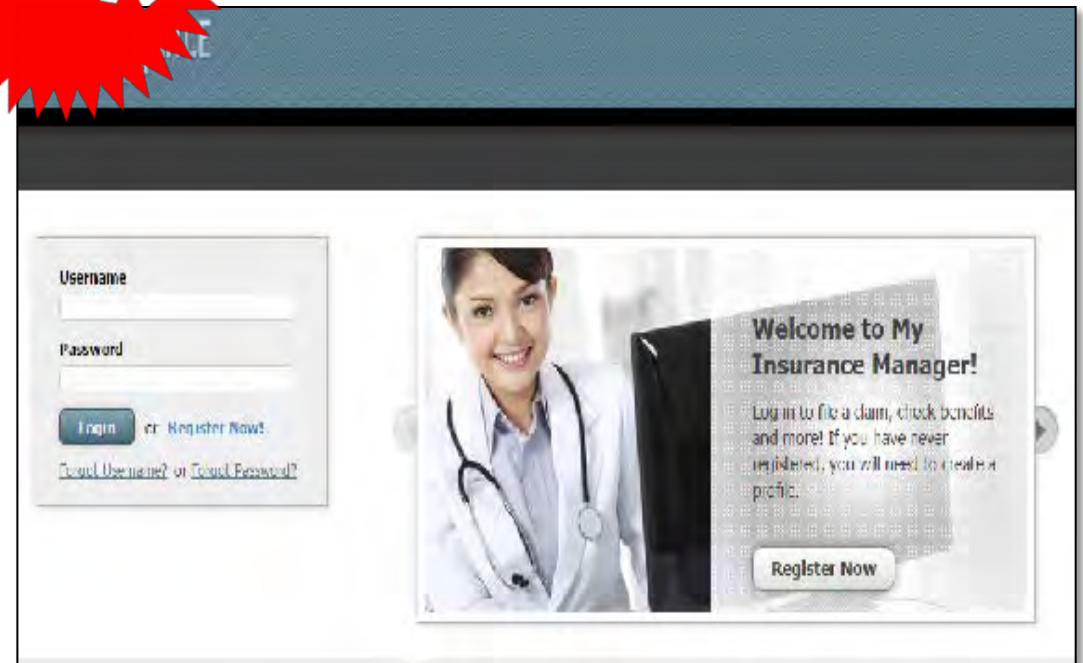 Username
Password
Login or Register Now!
Forgot Username? or Forgot Password?
Welcome to My
Insurance Manager!
Log in to file a claim, check benefits
and more! If you have never
registered, you will need to create a
profile.
Register Now